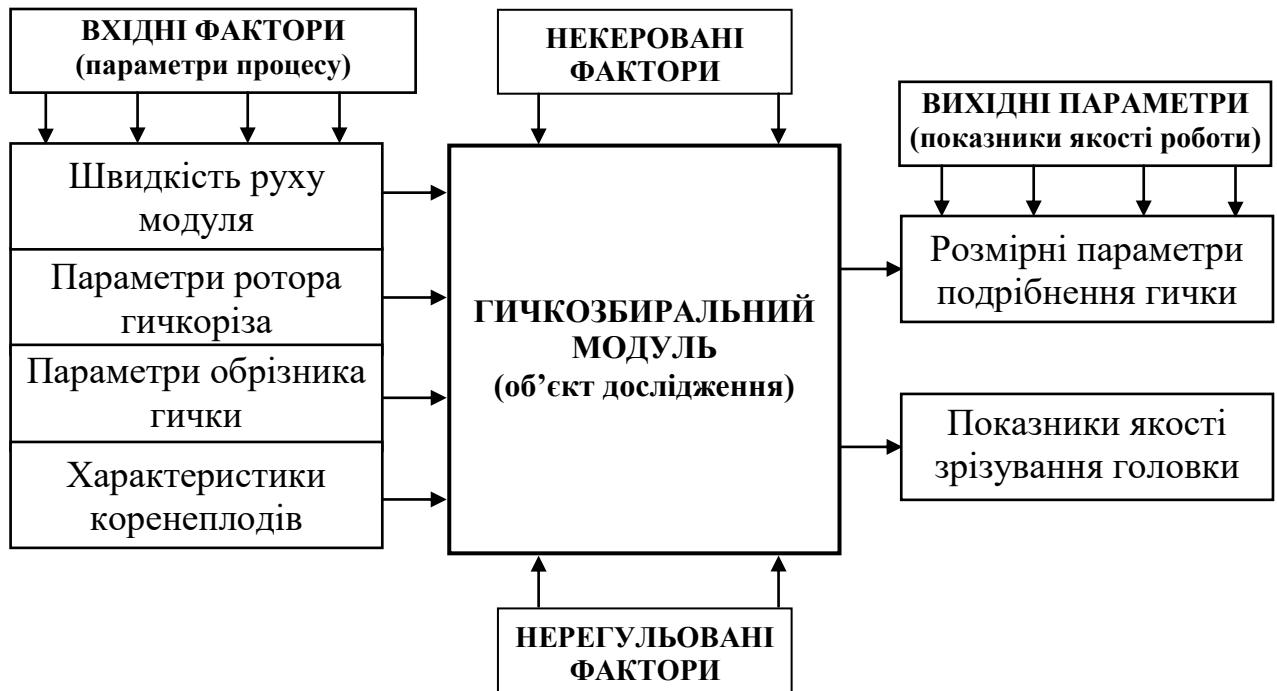 ВХІДНІ ФАКТОРИ
(параметри процесу)
Швидкість руху
модуля
Параметри ротора
гичкоріза
Параметри обрізника
гички
Характеристики
коренеплодів
НЕКЕРОВАНІ
ФАКТОРИ
ГИЧКОЗБИРАЛЬНИЙ
МОДУЛЬ
(об’єкт дослідження)
НЕРЕГУЛЬОВАНІ
ФАКТОРИ
ВИХІДНІ ПАРАМЕТРИ
(показники якості роботи)
Розмірні параметри
подрібнення гички
Показники якості
зрізування головки